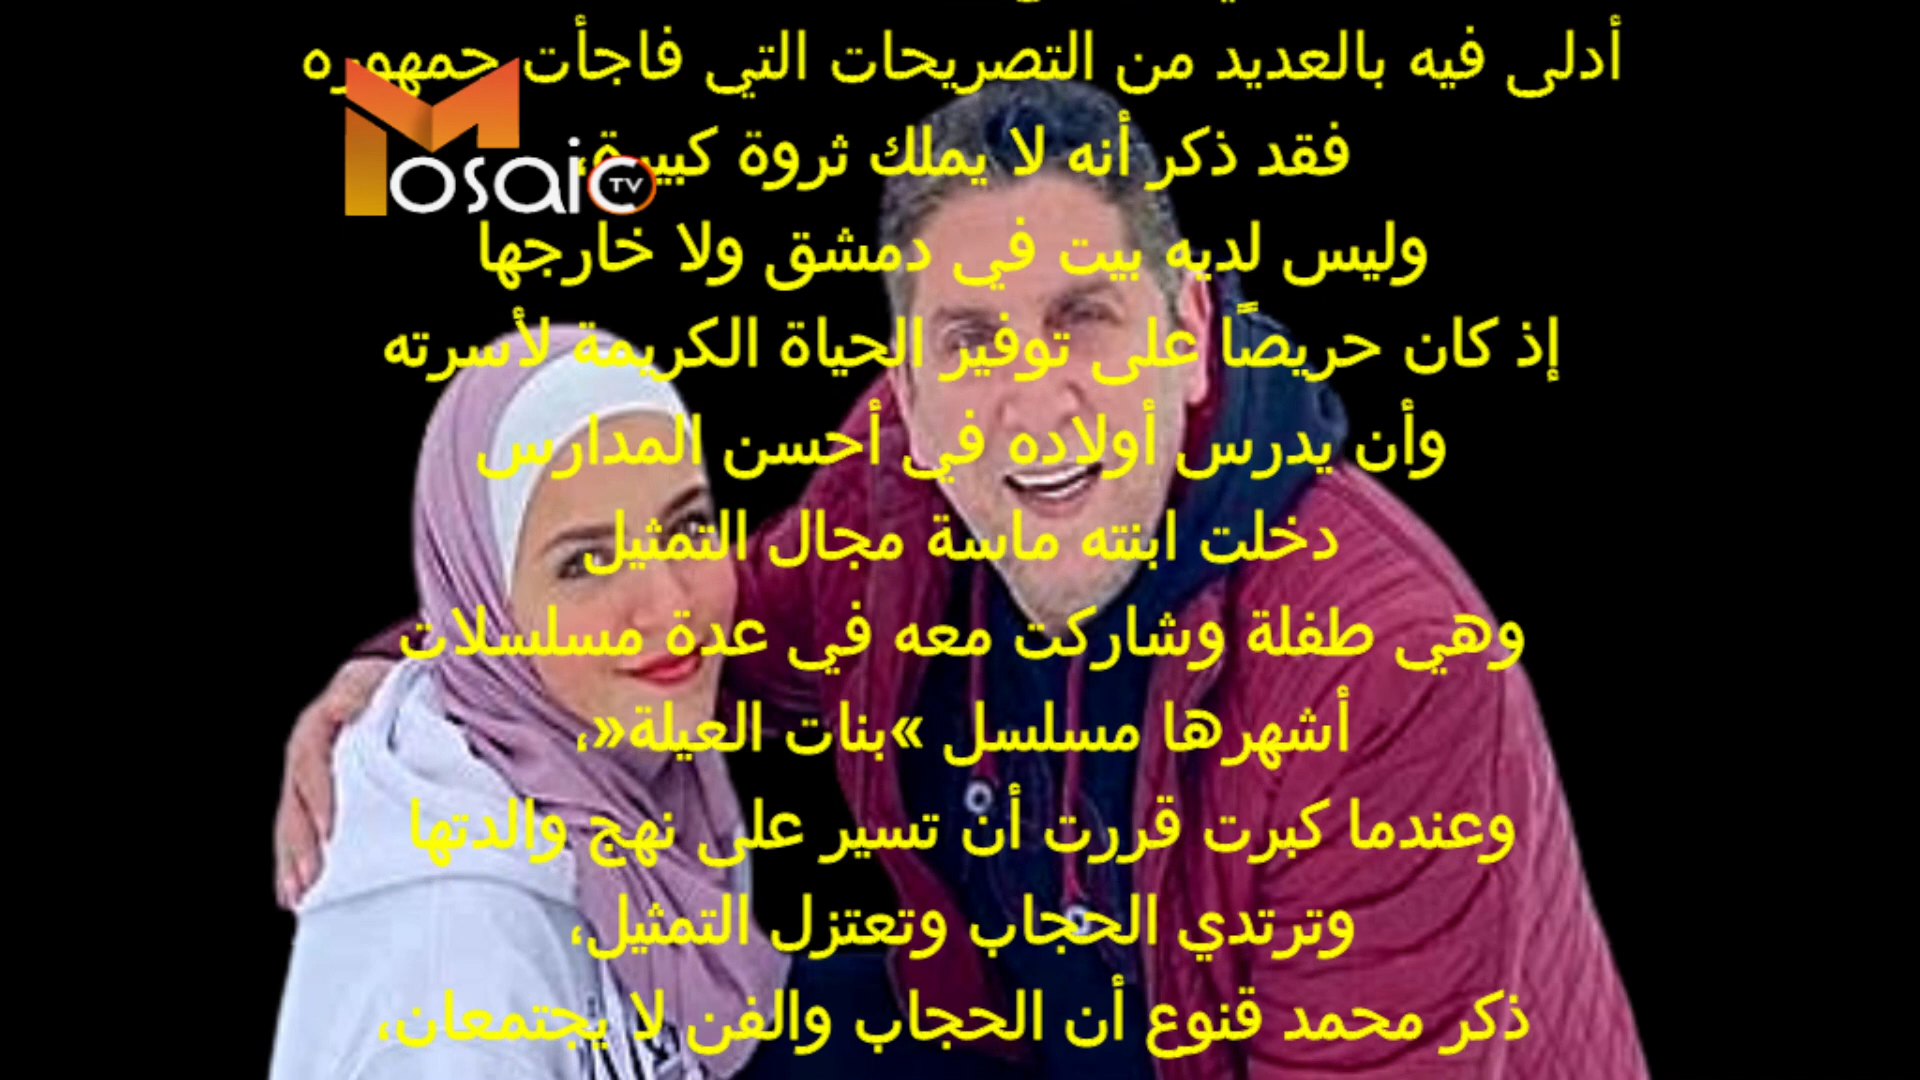 أدلى فيه بالعديد من التصريحات التي فاجأت جمهوره
فقد ذكر أنه لا يملك ثروة كبيرة،
وليس لديه بيت في دمشق ولا خارجها
إذ كان حريصًا على توفير الحياة الكريمة لأسرته
وأن يدرس أولاده في أحسن المدارس
دخلت ابنته ماسة مجال التمثيل
وهي طفلة وشاركت معه في عدة مسلسلات
أشهرها مسلسل »بنات العيلة«،
وعندما كبرت قررت أن تسير على نهج والدتها
وترتدي الحجاب وتعتزل التمثيل،
ذكر محمد قنوع أن الحجاب والفن لا يجتمعان،
Mosaic TV